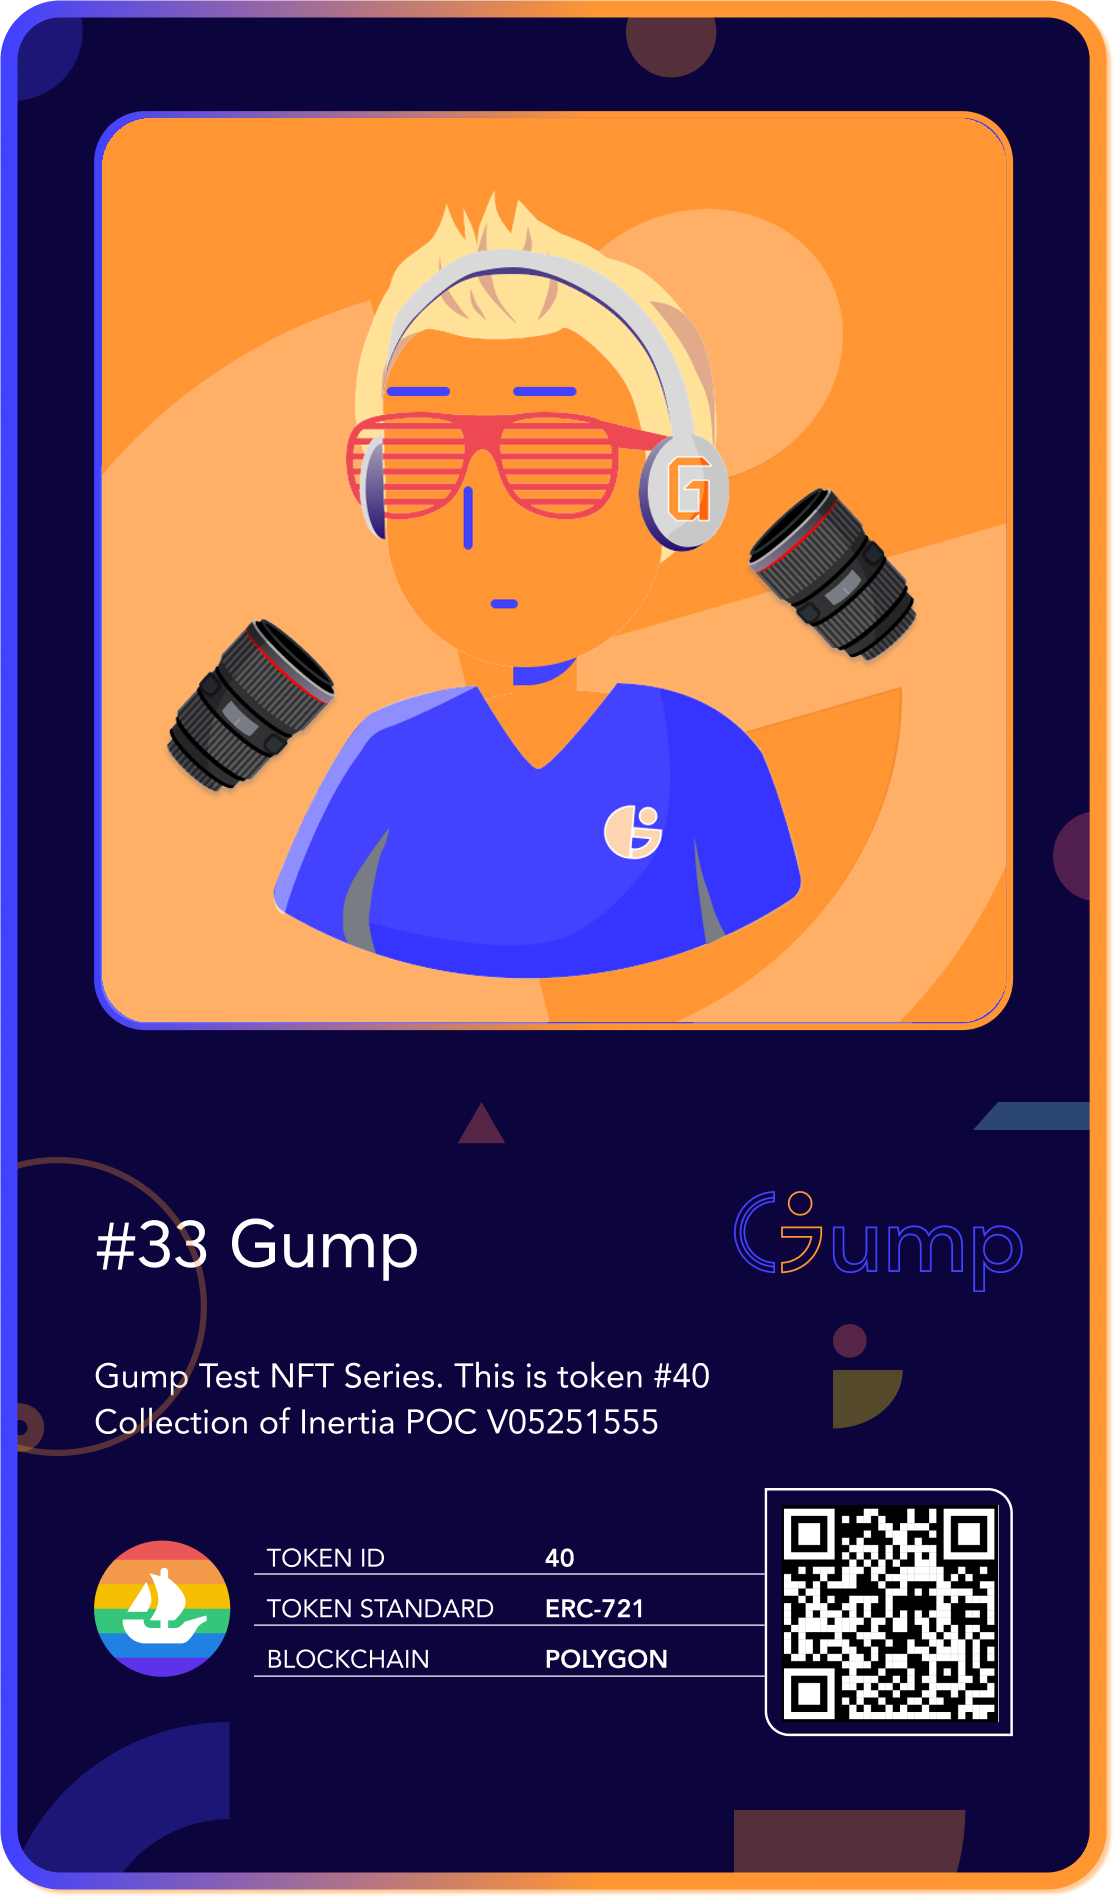 G
#33 Gump
Gump
Gump Test NFT Series. This is token #40
Collection of Inertia POC V05251555
TOKEN ID 40
TOKEN STANDARD ERC-721
BLOCKCHAIN POLYGON